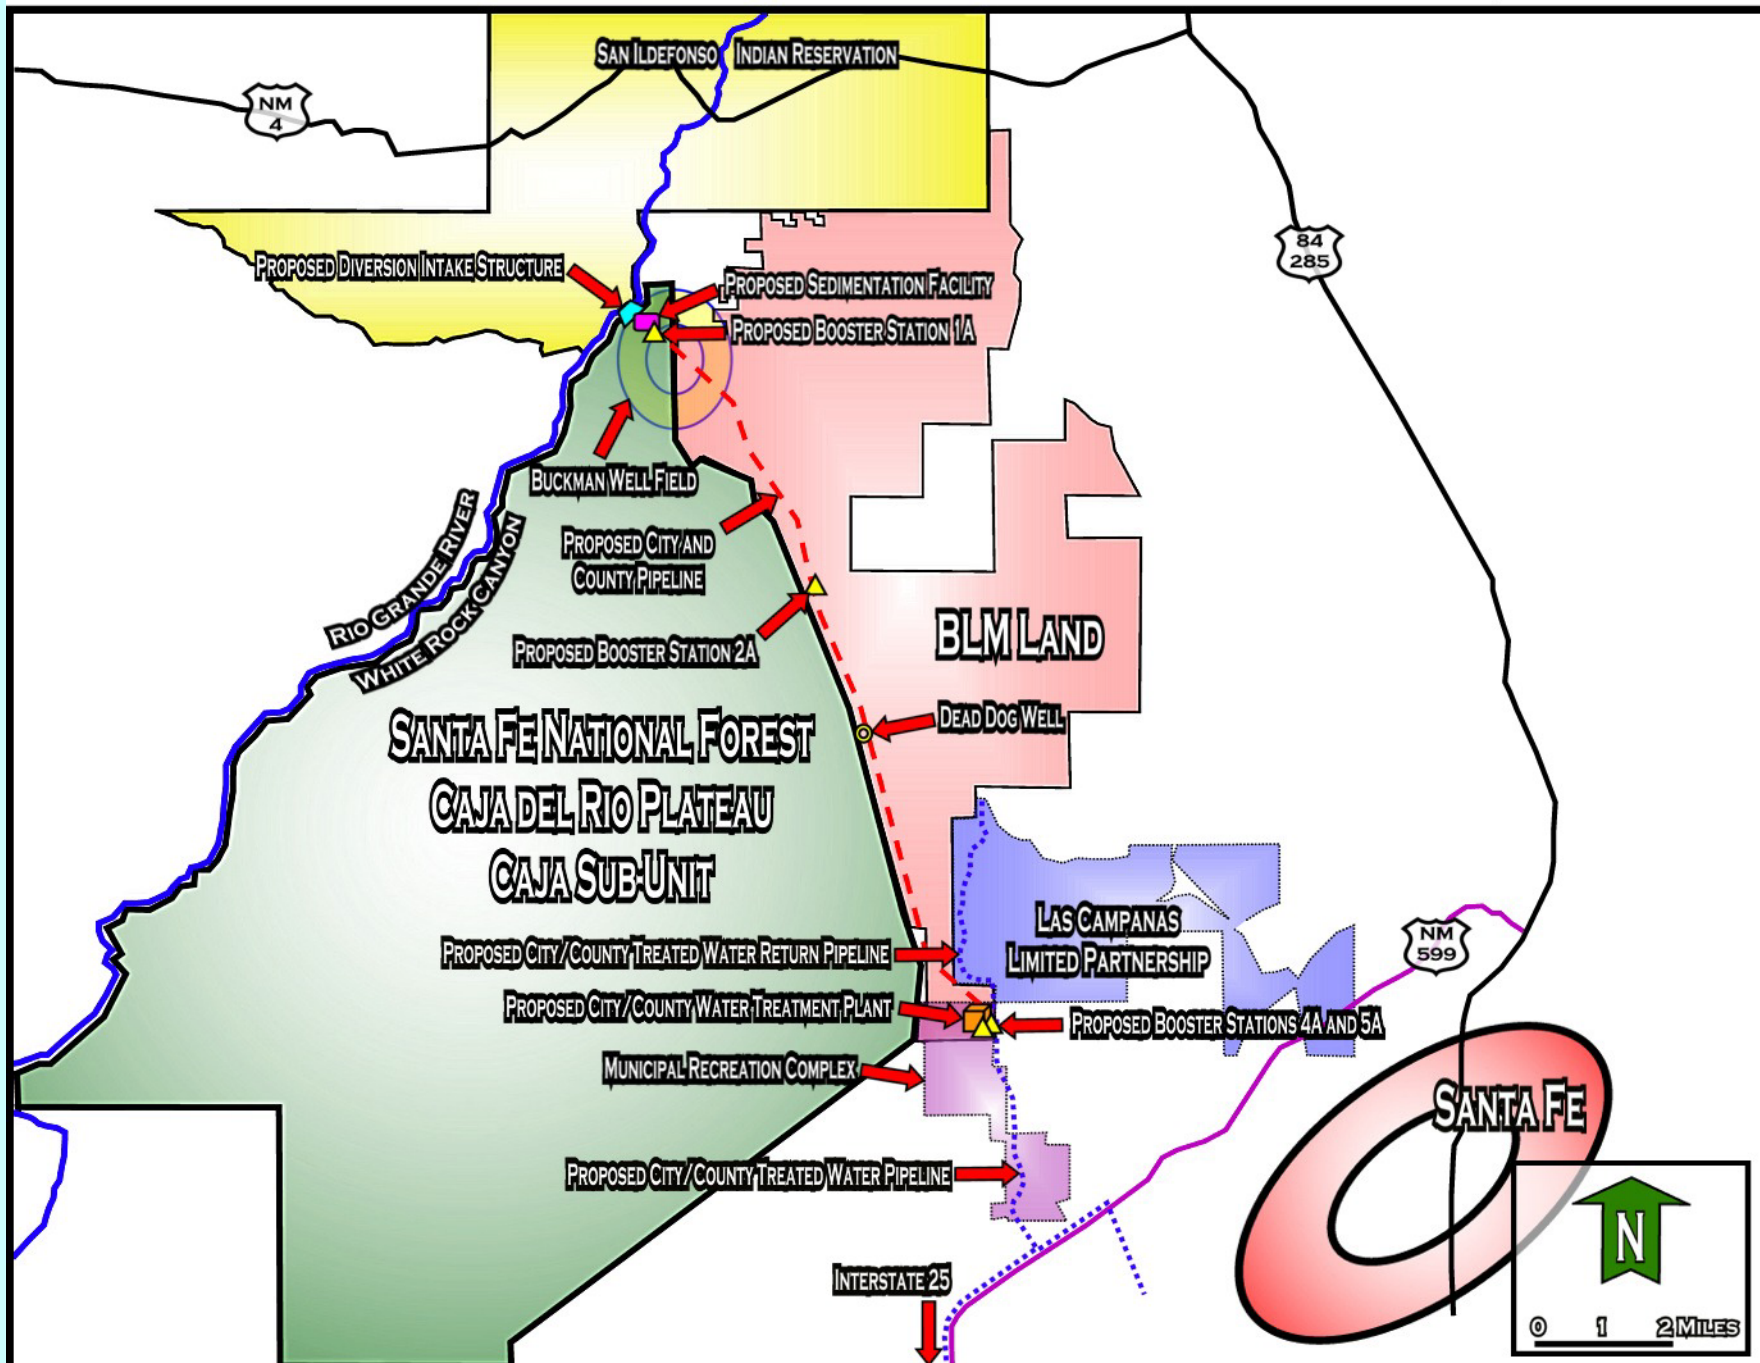 San Ildefonso Indian Reservation
NM
4
84
285
Proposed Diversion Intake Structure
Proposed Sedimentation Facility
Proposed Booster Station 1A
Buckman Well Field
Proposed City and
County Pipeline
Rio Grande River
White Rock Canyon
Proposed Booster Station 2A
BLM Land
Dead Dog Well
Santa Fe National Forest
Caja del Rio Plateau
Caja Sub-Unit
Las Campanas
Limited Partnership
NM
599
Proposed City/County Treated Water Return Pipeline
Proposed City/County Water Treatment Plant
Proposed Booster Stations 4A and 5A
Municipal Recreation Complex
Santa Fe
Proposed City/County Treated Water Pipeline
Interstate 25
N
0 1 2 Miles